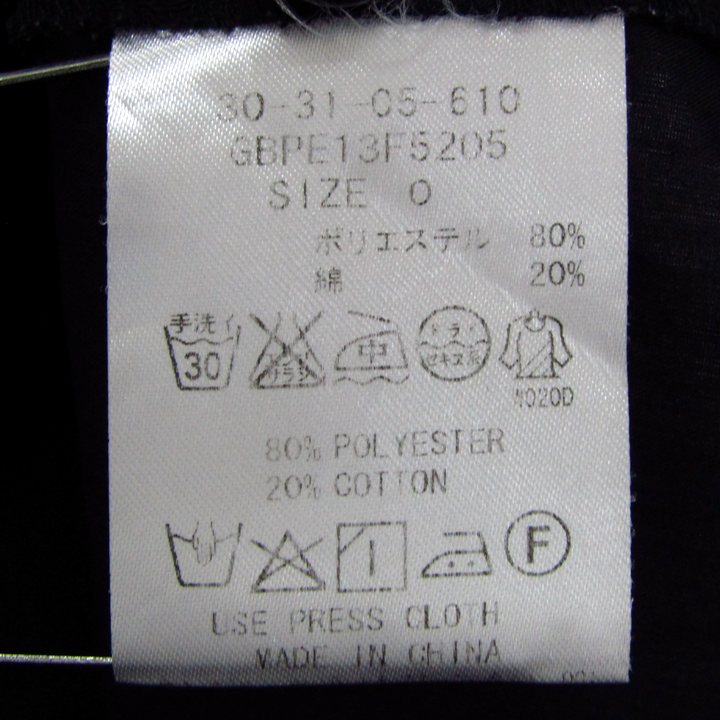 30-31-05-610
GBPE13F5205
SIZE 0
ポリエステル 80%
綿 20%
手洗イ 30 中 ドライ セキユ系
W020D
80% POLYESTER
20% COTTON
F
USE PRESS CLOTH
MADE IN CHINA